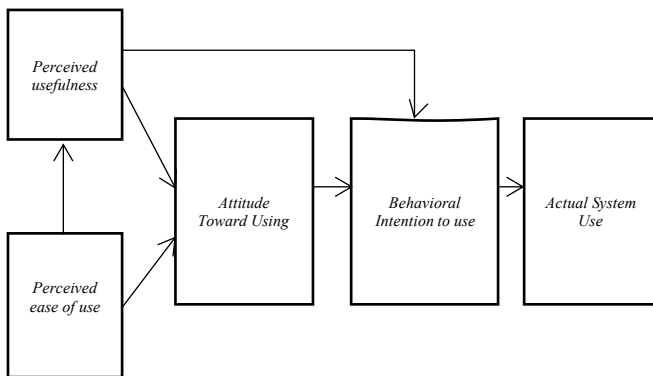 Perceived
usefulness
Attitude
Toward Using
Behavioral
Intention to use
Actual System
Use
Perceived
ease of use